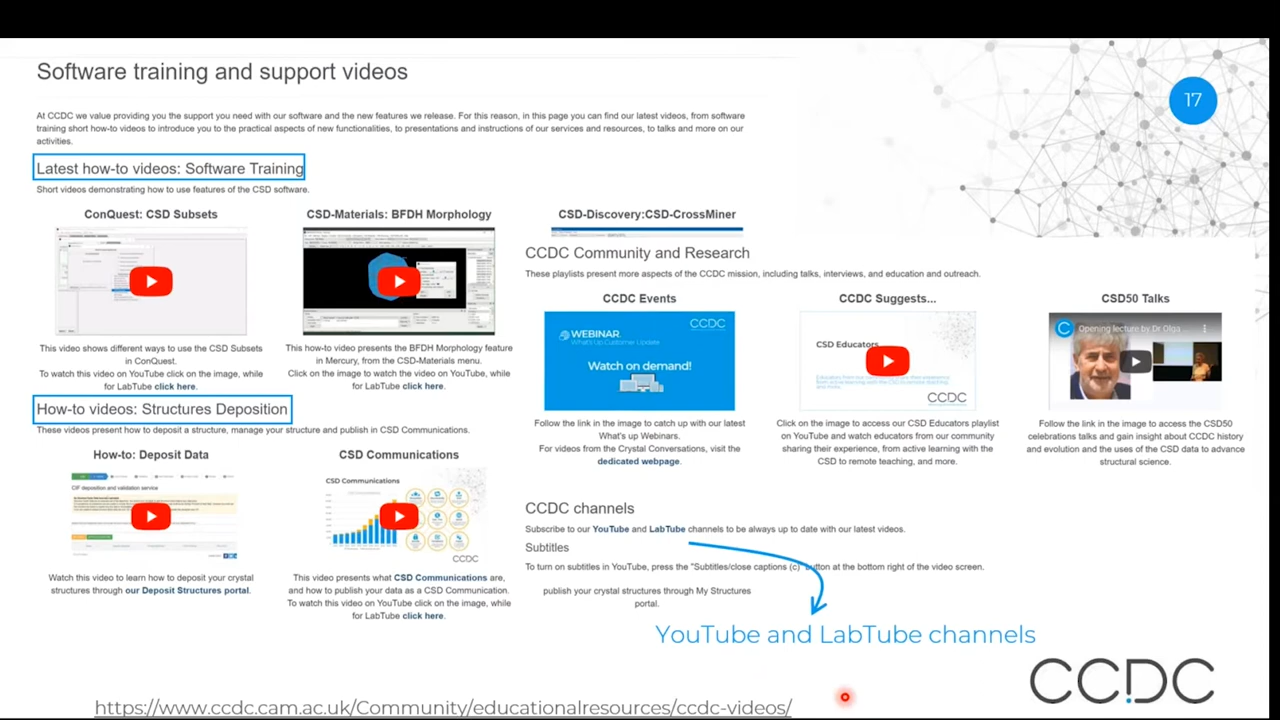 Software training and support videos
17
At CCDC we value providing you the support you need with our software and the new features we release. For this reason, in this page you can find our latest videos, from software
training short how-to videos to introduce you to the practical aspects of new functionalities, to presentations and instructions of our services and resources, to talks and more on our
activities.
Latest how-to videos: Software Training
Short videos demonstrating how to use features of the CSD software.
ConQuest: CSD Subsets
This video shows different ways to use the CSD Subsets
in ConQuest.
To watch this video on YouTube click on the image, while
for LabTube click here.
CSD-Materials: BFDH Morphology
This how-to video presents the BFDH Morphology feature
in Mercury, from the CSD-Materials menu.
Click on the image to watch the video on YouTube, while
for LabTube click here.
CSD-Discovery:CSD-CrossMiner
How-to videos: Structures Deposition
These videos present how to deposit a structure, manage your structure and publish in CSD Communications.
How-to: Deposit Data
CIF deposition and validation service
Watch this video to learn how to deposit your crystal
structures through our Deposit Structures portal.
CSD Communications
CSD Communications
CCDC
This video presents what CSD Communications are,
and how to publish your data as a CSD Communication.
To watch this video on YouTube click on the image, while
for LabTube click here.
CCDC Community and Research
These playlists present more aspects of the CCDC mission, including talks, interviews, and education and outreach.
CCDC Events
WEBINAR
What's Up Customer Update
CCDC
Watch on demand!
Follow the link in the image to catch up with our latest
What's up Webinars.
For videos from the Crystal Conversations, visit the
dedicated webpage.
CCDC Suggests...
CSD Educators
CCDC
Click on the image to access our CSD Educators playlist
on YouTube and watch educators from our community
sharing their experience, from active learning with the
CSD to remote teaching, and more.
CSD50 Talks
Opening lecture by Dr Olga
Follow the link in the image to access the CSD50
celebrations talks and gain insight about CCDC history
and evolution and the uses of the CSD data to advance
structural science.
CCDC channels
Subscribe to our YouTube and LabTube channels to be always up to date with our latest videos.
Subtitles
To turn on subtitles in YouTube, press the "Subtitles/close captions (c)" button at the bottom right of the video screen.
publish your crystal structures through My Structures
portal.
YouTube and LabTube channels
CCDC
https://www.ccdc.cam.ac.uk/Community/educationalresources/ccdc-videos/